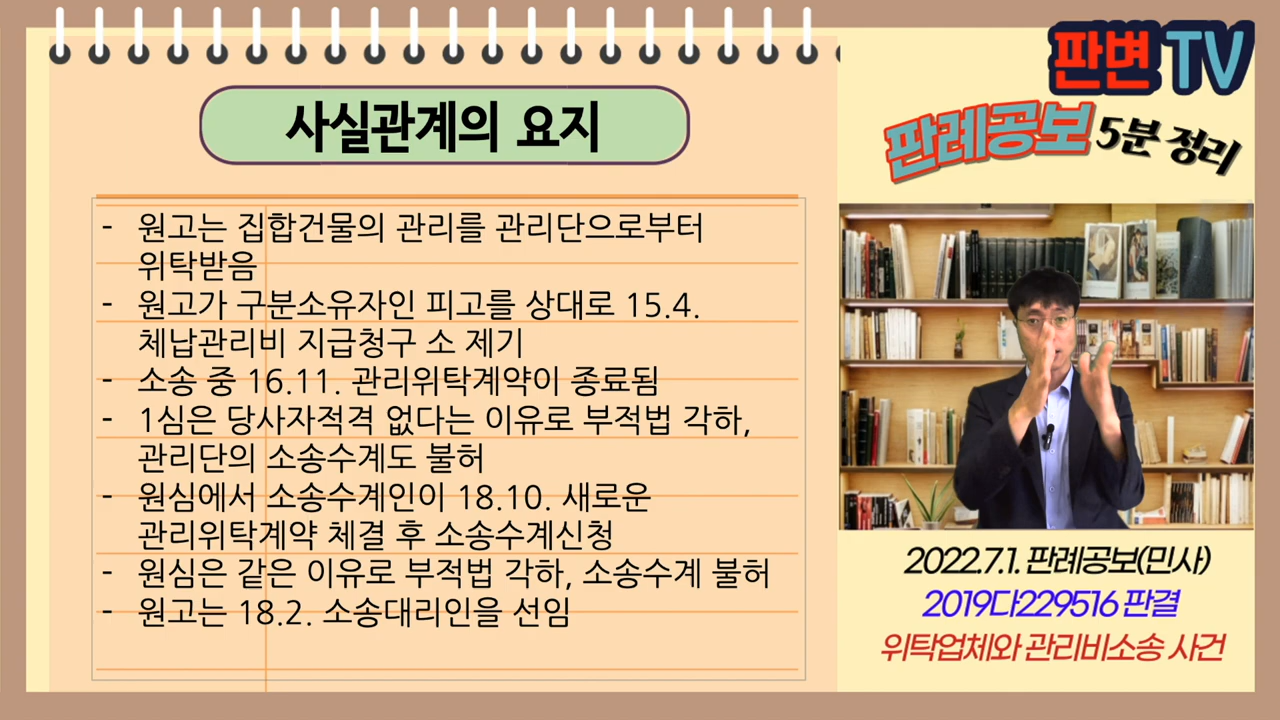 사실관계의 요지
- 원고는 집합건물의 관리를 관리단으로부터
위탁받음
- 원고가 구분소유자인 피고를 상대로 15.4.
체납관리비 지급청구 소 제기
- 소송 중 16.11. 관리위탁계약이 종료됨
- 1심은 당사자적격 없다는 이유로 부적법 각하,
관리단의 소송수계도 불허
- 원심에서 소송수계인이 18.10. 새로운
관리위탁계약 체결 후 소송수계신청
- 원심은 같은 이유로 부적법 각하, 소송수계 불허
- 원고는 18.2. 소송대리인을 선임
판변 TV
판례공보 5분 정리
2022.7.1. 판례공보(민사)
2019다229516 판결
위탁업체와 관리비소송 사건